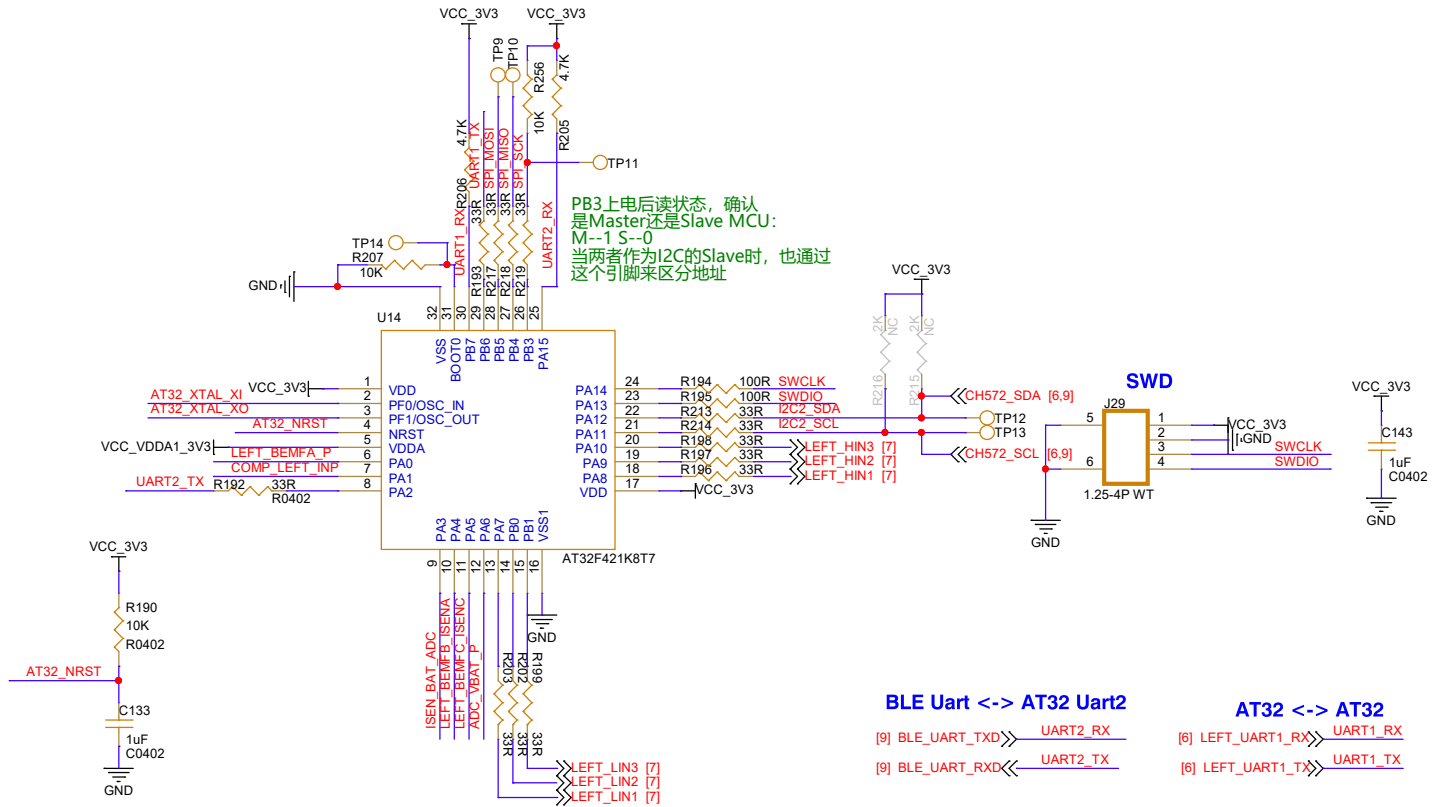 VCC_3V3
VCC_3V3
TP9
TP10
R256
10K
4.7K
R205
4.7K
R206
UART1_TX
SPI_MOSI
SPI_MISO
SPI_SCK
TP11
33R
33R
33R
33R
UART1_RX
UART2_RX
R193
R217
R218
R219
PB3上电后读状态，确认
是Master还是Slave MCU：
M--1 S--0
当两者作为I2C的Slave时，也通过
这个引脚来区分地址
TP14
R207
10K
GND
32
31
30
29
28
27
26
25
U14
VSS
BOOT0
PB7
PB6
PB5
PB4
PB3
PA15
VCC_3V3
1
VDD
AT32_XTAL_XI
2
PF0/OSC_IN
AT32_XTAL_XO
3
PF1/OSC_OUT
AT32_NRST
4
NRST
VCC_VDDA1_3V3
5
VDDA
LEFT_BEMFA_P
6
PA0
COMP_LEFT_INP
7
PA1
UART2_TX
R192
33R
R0402
8
PA2
PA14
24
R194
100R
SWCLK
PA13
23
R195
100R
SWDIO
PA12
22
R213
33R
I2C2_SDA
PA11
21
R214
33R
I2C2_SCL
PA10
20
R198
33R
LEFT_HIN3 [7]
PA9
19
R197
33R
LEFT_HIN2 [7]
PA8
18
R196
33R
LEFT_HIN1 [7]
VDD
17
VCC_3V3
VCC_3V3
2K
NC
R216
2K
NC
R215
CH572_SDA [6,9]
TP12
TP13
CH572_SCL [6,9]
PA3
PA4
PA5
PA6
PA7
PB0
PB1
VSS1
AT32F421K8T7
9
10
11
12
13
14
15
16
GND
ISEN_BAT_ADC
LEFT_BEMFB_ISENA
LEFT_BEMFC_ISENC
ADC_VBAT_P
R203
R202
R199
33R
33R
33R
LEFT_LIN3 [7]
LEFT_LIN2 [7]
LEFT_LIN1 [7]
VCC_3V3
R190
10K
R0402
AT32_NRST
C133
1uF
C0402
GND
SWD
J29
5
6
1
2
3
4
VCC_3V3
GND
SWCLK
SWDIO
1.25-4P WT
GND
VCC_3V3
C143
1uF
C0402
GND
BLE Uart <-> AT32 Uart2
[9] BLE_UART_TXD
UART2_RX
[9] BLE_UART_RXD
UART2_TX
AT32 <-> AT32
[6] LEFT_UART1_RX
UART1_RX
[6] LEFT_UART1_TX
UART1_TX